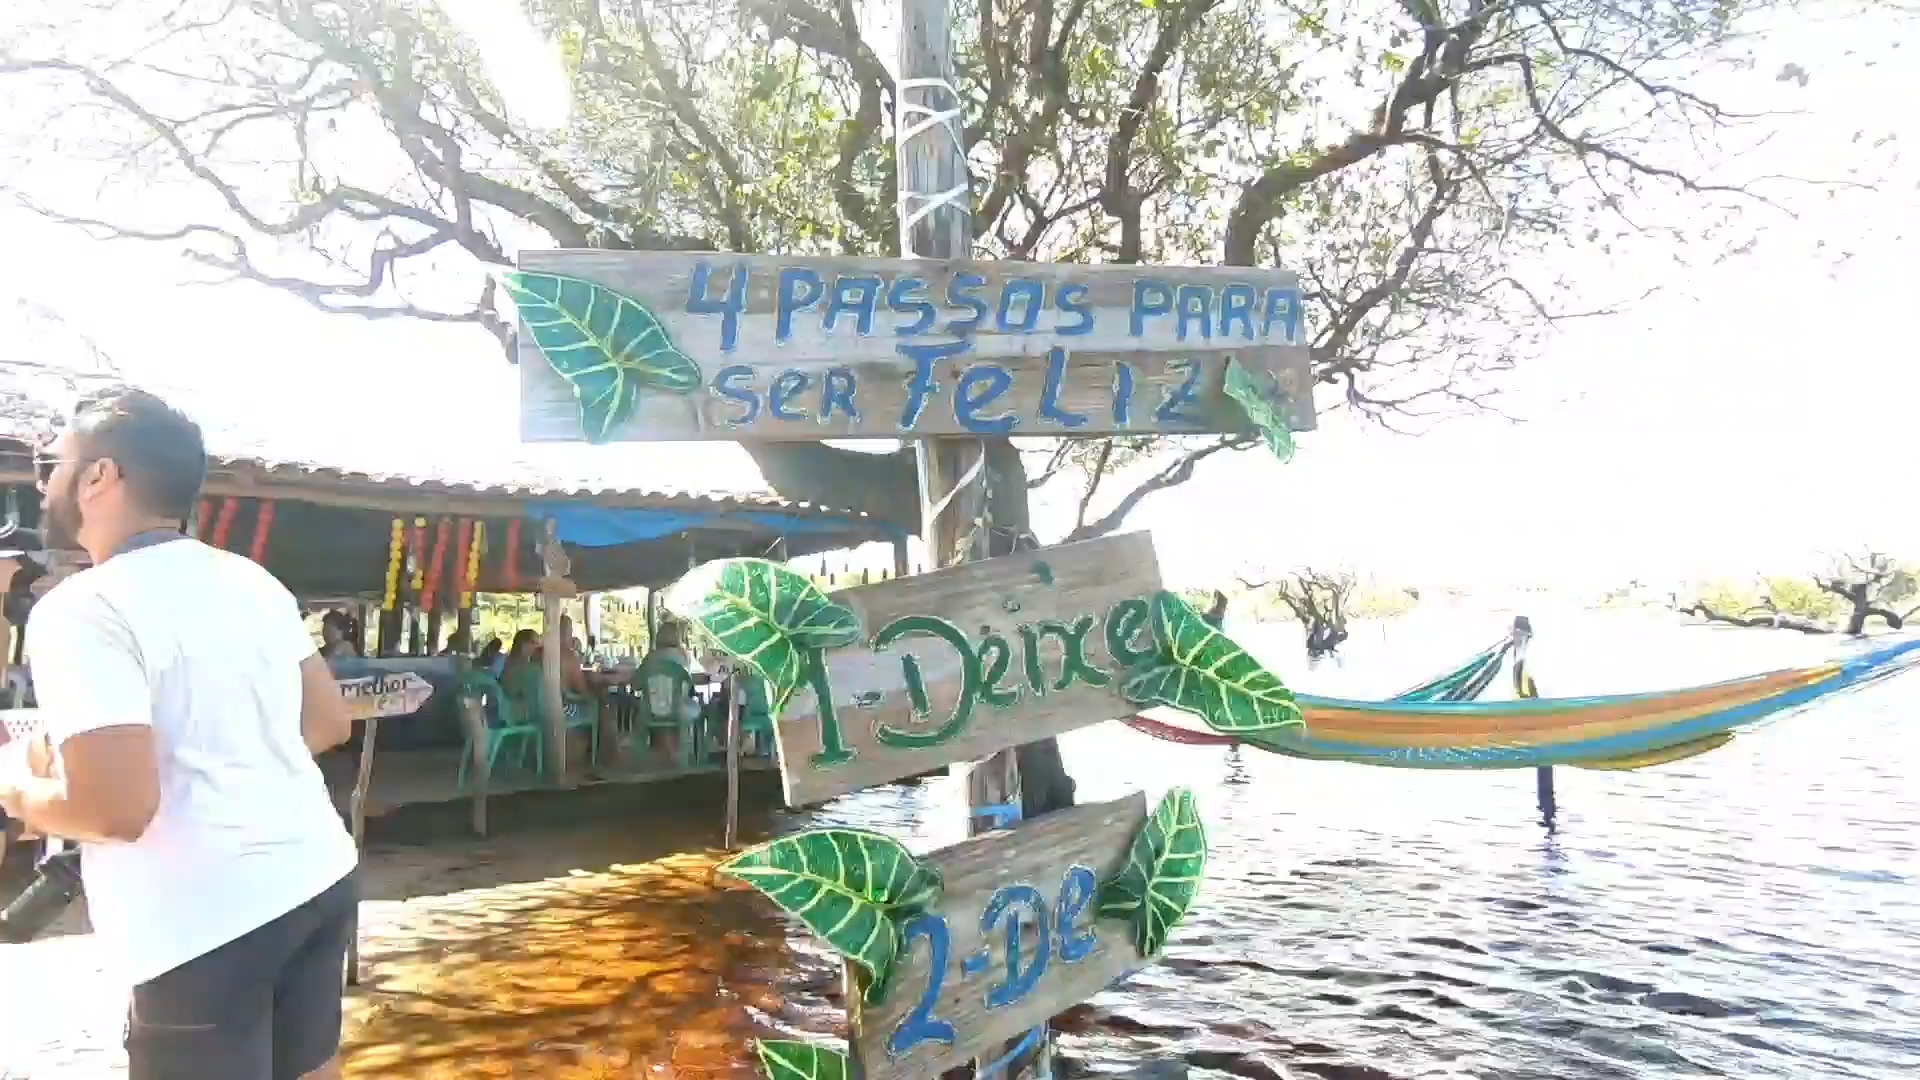 4 PASSOS PARA
SER FeLIZ
1-Deixe
2-De
Melhor